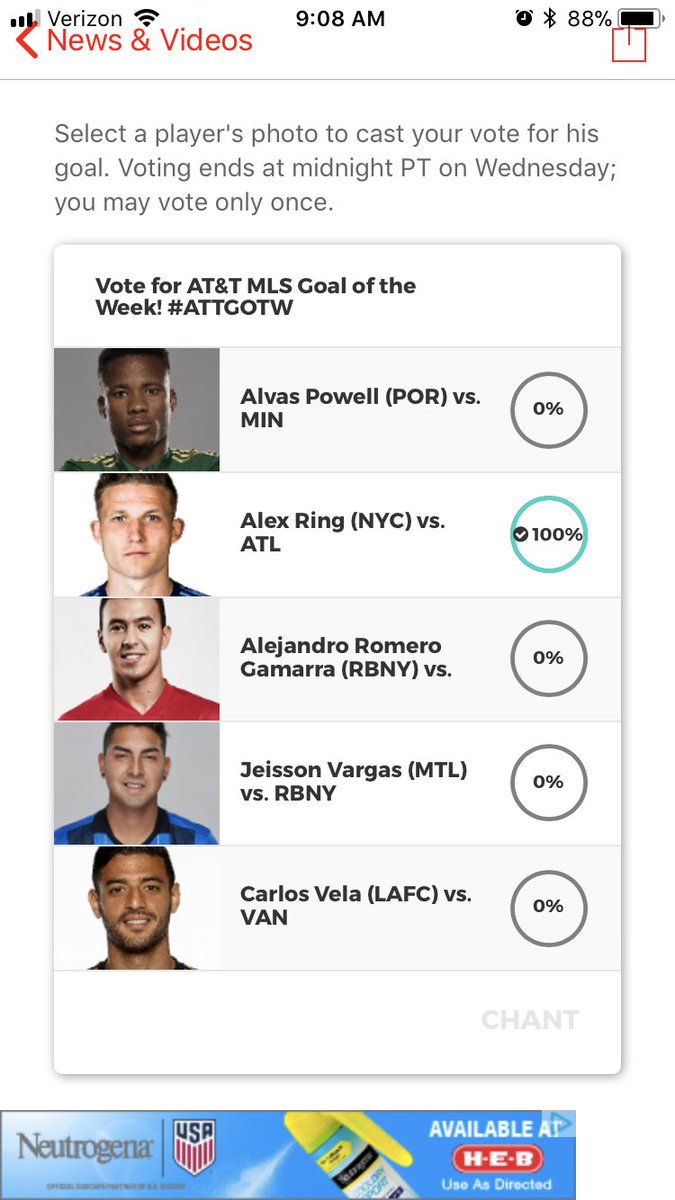 Verizon 9:08 AM 88%
News & Videos
Select a player's photo to cast your vote for his
goal. Voting ends at midnight PT on Wednesday;
you may vote only once.
Vote for AT&T MLS Goal of the
Week! #ATTGOTW
Alvas Powell (POR) vs.
MIN
0%
Alex Ring (NYC) vs.
ATL
100%
Alejandro Romero
Gamarra (RBNY) vs.
0%
Jeisson Vargas (MTL)
vs. RBNY
0%
Carlos Vela (LAFC) vs.
VAN
0%
CHANT
Neutrogena
USA
OFFICIAL SUNCARE PARTNER OF U.S. SOCCER
Neutrogena
SPORT
AVAILABLE AT
H-E-B
Use As Directed